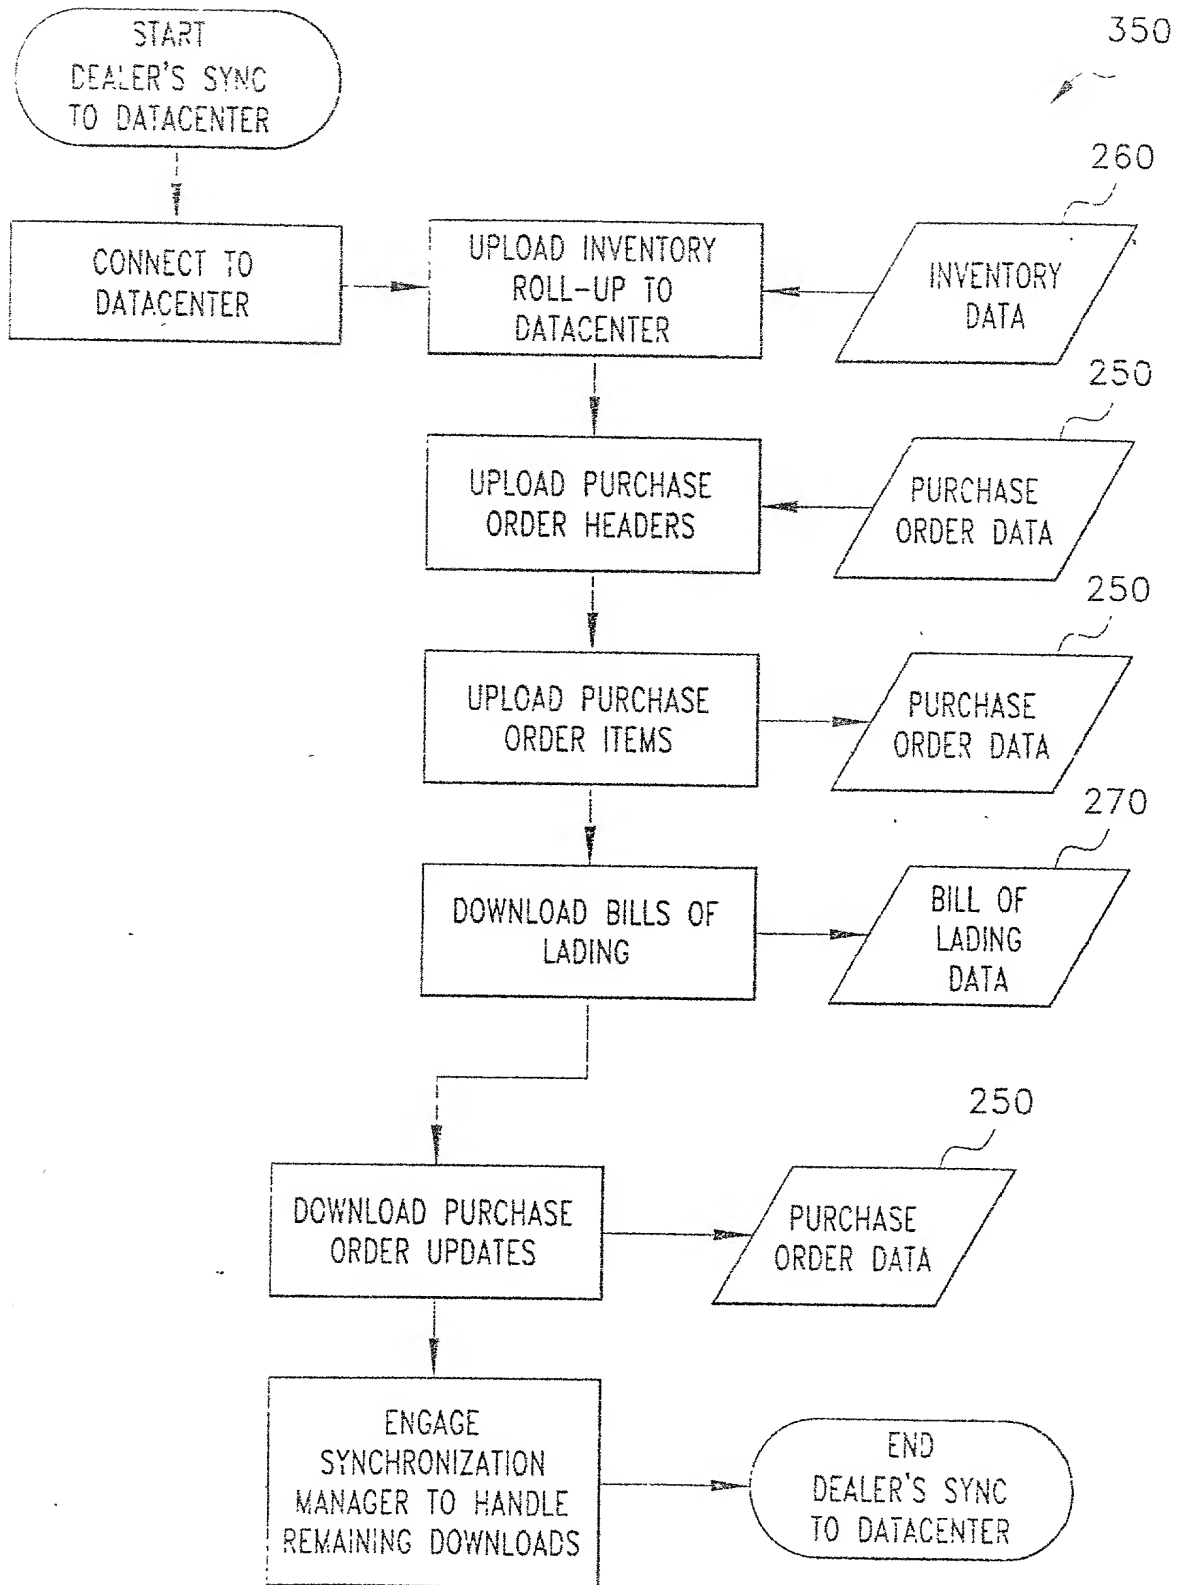 350
START
DEALER'S SYNC
TO DATACENTER
260
CONNECT TO
DATACENTER
UPLOAD INVENTORY
ROLL-UP TO
DATACENTER
INVENTORY
DATA
250
UPLOAD PURCHASE
ORDER HEADERS
PURCHASE
ORDER DATA
250
UPLOAD PURCHASE
ORDER ITEMS
PURCHASE
ORDER DATA
270
DOWNLOAD BILLS OF
LADING
BILL OF
LADING
DATA
250
DOWNLOAD PURCHASE
ORDER UPDATES
PURCHASE
ORDER DATA
ENGAGE
SYNCHRONIZATION
MANAGER TO HANDLE
REMAINING DOWNLOADS
END
DEALER'S SYNC
TO DATACENTER